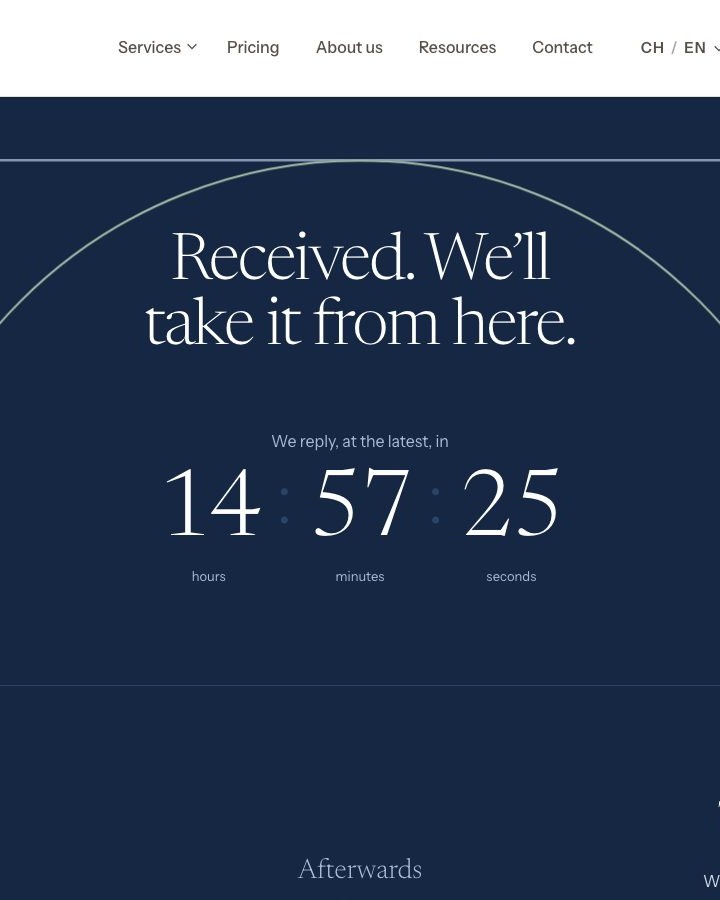 Services Pricing About us Resources Contact CH / EN
Received. We’ll
take it from here.
We reply, at the latest, in
14 : 57 : 25
hours minutes seconds
Afterwards